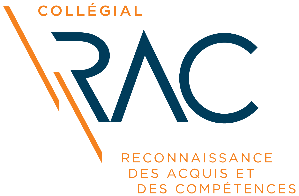 COLLÉGIAL
RAC
RECONNAISSANCE
DES ACQUIS ET
DES COMPÉTENCES